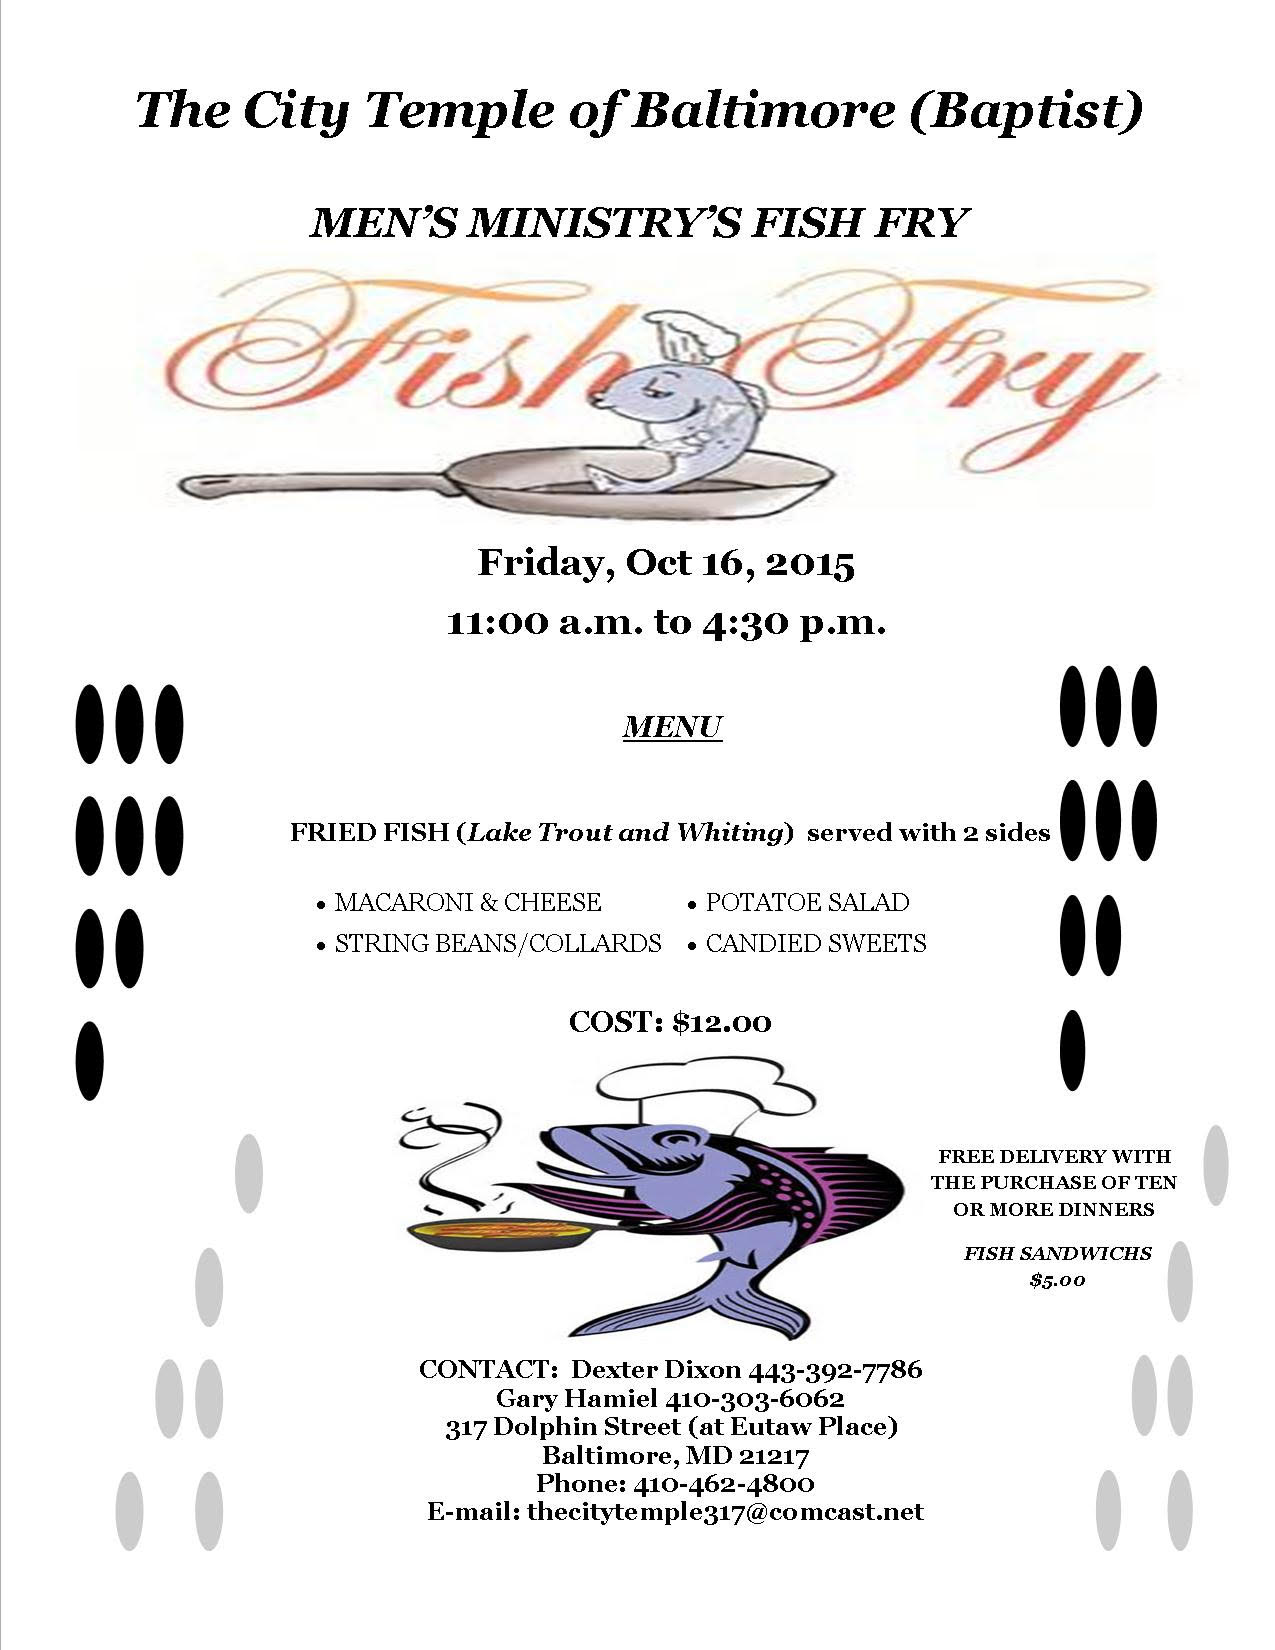 The City Temple of Baltimore (Baptist)
MEN’S MINISTRY’S FISH FRY
Fish Fry
Friday, Oct 16, 2015
11:00 a.m. to 4:30 p.m.
MENU
FRIED FISH (Lake Trout and Whiting) served with 2 sides
• MACARONI & CHEESE • POTATOE SALAD
• STRING BEANS/COLLARDS • CANDIED SWEETS
COST: $12.00
FREE DELIVERY WITH
THE PURCHASE OF TEN
OR MORE DINNERS
FISH SANDWICHS
$5.00
CONTACT: Dexter Dixon 443-392-7786
Gary Hamiel 410-303-6062
317 Dolphin Street (at Eutaw Place)
Baltimore, MD 21217
Phone: 410-462-4800
E-mail: thecitytemple317@comcast.net